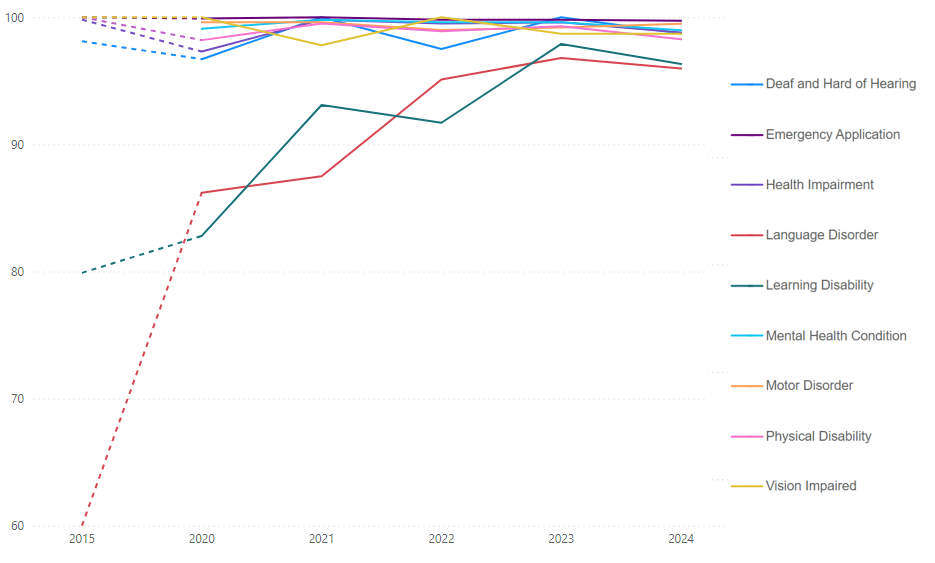 100
90
80
70
60
2015 2020 2021 2022 2023 2024
Deaf and Hard of Hearing
Emergency Application
Health Impairment
Language Disorder
Learning Disability
Mental Health Condition
Motor Disorder
Physical Disability
Vision Impaired